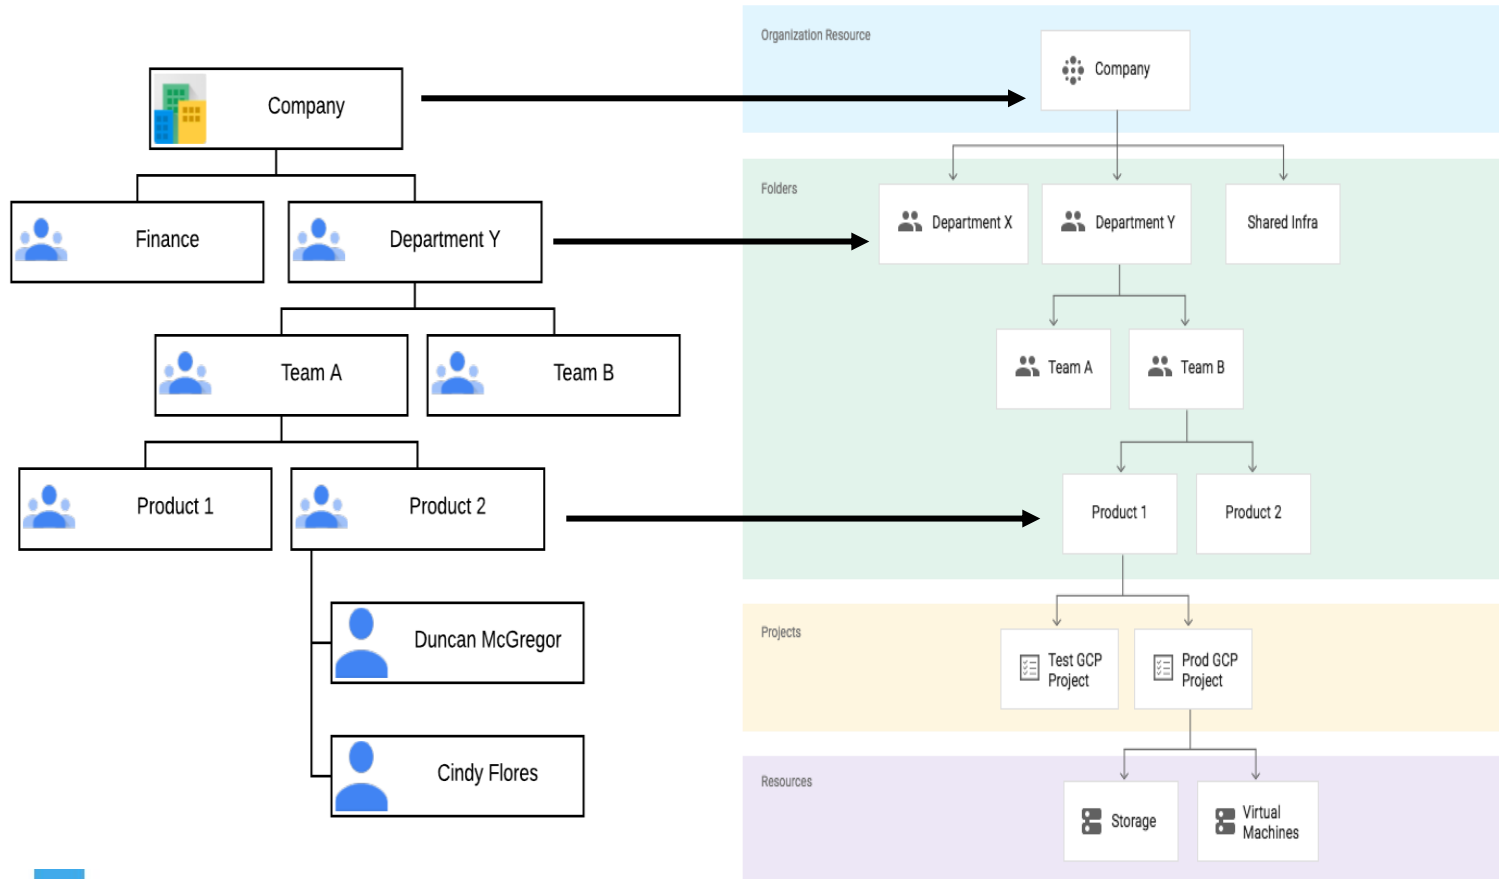 Company
Finance
Department Y
Team A
Team B
Product 1
Product 2
Duncan McGregor
Cindy Flores
Organization Resource
Company
Folders
Department X
Department Y
Shared Infra
Team A
Team B
Product 1
Product 2
Projects
Test GCP
Project
Prod GCP
Project
Resources
Storage
Virtual
Machines